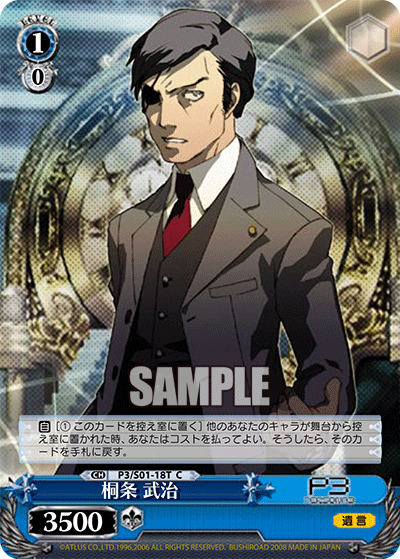 LEVEL
1
0
SAMPLE
[① このカードを控え室に置く] 他のあなたのキャラが舞台から控
え室に置かれた時、あなたはコストを払ってよい。そうしたら、そのカ
ードを手札に戻す。
CH P3/S01-18T C
桐条 武治
P3
PERSONA3
3500
遺言
©ATLUS CO.,LTD.1996,2006 ALL RIGHTS RESERVED. BUSHIROAD 2008 MADE IN JAPAN